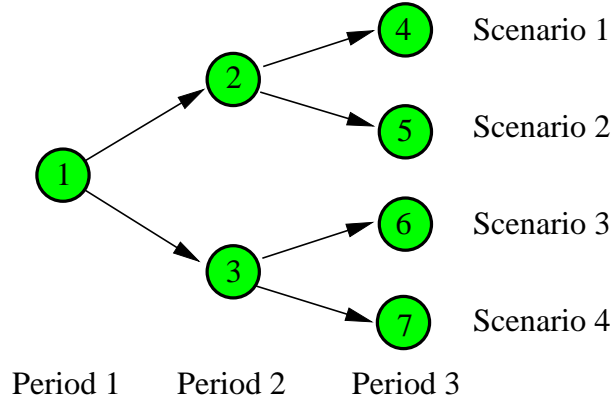 4 Scenario 1
2
5 Scenario 2
1
6 Scenario 3
3
7 Scenario 4
Period 1 Period 2 Period 3